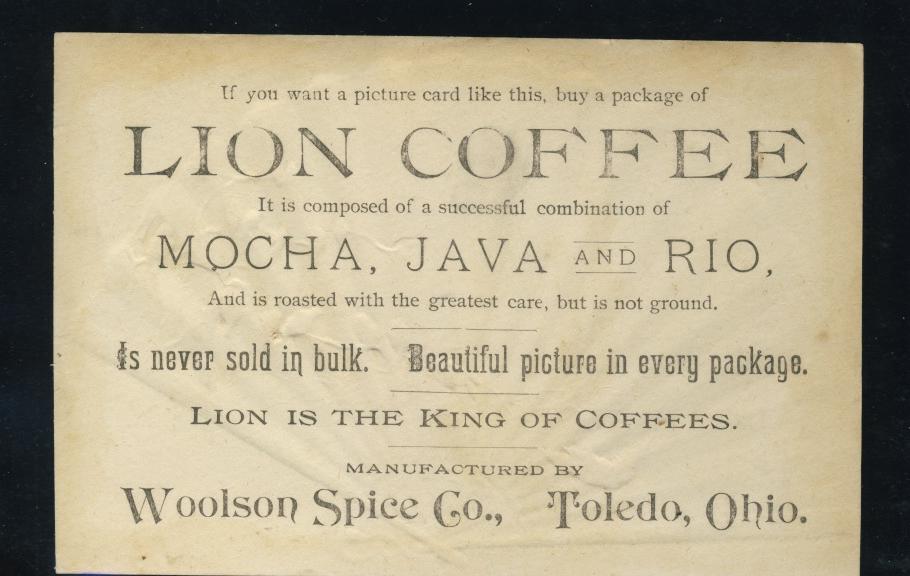 If you want a picture card like this, buy a package of
LION COFFEE
It is composed of a successful combination of
MOCHA, JAVA AND RIO,
And is roasted with the greatest care, but is not ground.
Is never sold in bulk. Beautiful picture in every package.
LION IS THE KING OF COFFEES.
MANUFACTURED BY
Woolson Spice Co., Toledo, Ohio.